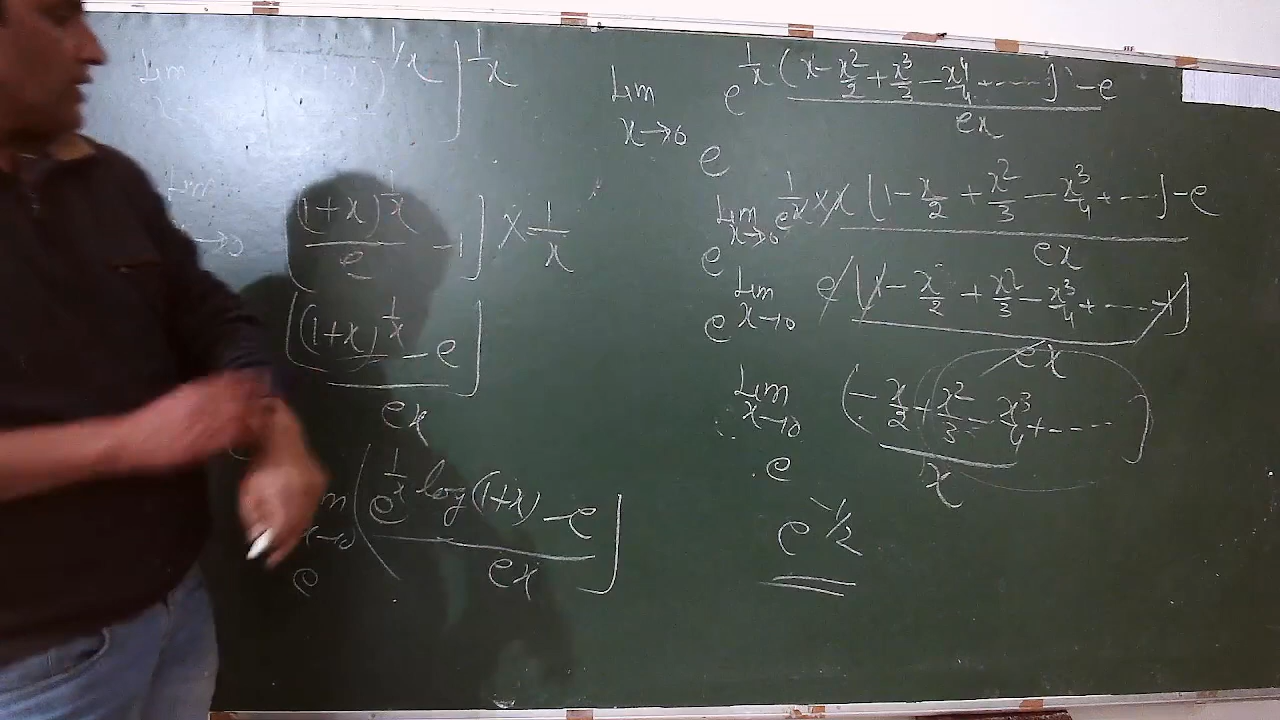 Lim
)^{1/x} ]^{1/x}
Lim
x→0
(1+x)^{1/x} / e - 1 ] × 1/x
[ (1+x)^{1/x} - e ] / ex
x→0
e
( e^{1/x log(1+x)} - e / ex ]
Lim
x→0
e^{1/x (x - x²/2 + x³/3 - x⁴/4 + ----- )} - e / ex
e
Lim
x→0
e^{1/x × x [1 - x/2 + x²/3 - x³/4 + --- ]} - e / ex
e
Lim
x→0
e [1 - x/2 + x²/3 - x³/4 + ---- - 1] / ex
e
Lim
x→0
( - x/2 + x²/3 - x³/4 + ---- ) / x
e
e^{-1/2}